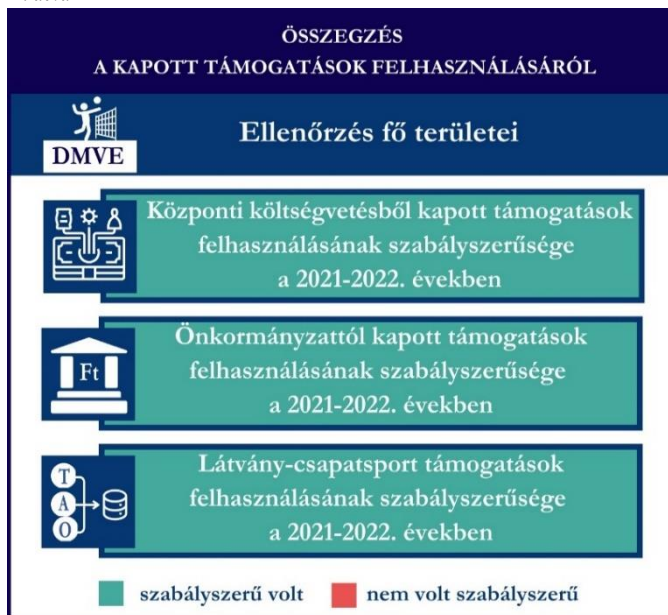 ÖSSZEGZÉS
A KAPOTT TÁMOGATÁSOK FELHASZNÁLÁSÁRÓL
DMVE
Ellenőrzés fő területei
Központi költségvetésből kapott támogatások
felhasználásának szabályszerűsége
a 2021-2022. években
Ft
Önkormányzattól kapott támogatások
felhasználásának szabályszerűsége
a 2021-2022. években
T
A
O
Látvány-csapatsport támogatások
felhasználásának szabályszerűsége
a 2021-2022. években
szabályszerű volt
nem volt szabályszerű